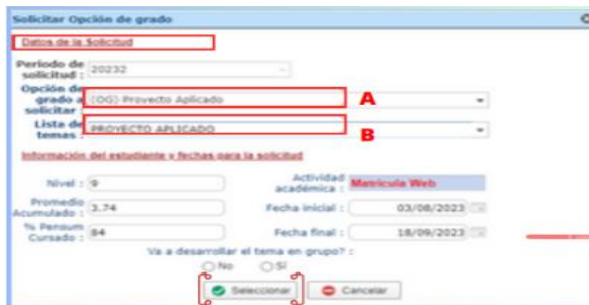 Solicitar Opción de grado
Datos de la Solicitud
Periodo de solicitud : 20232
Opción de grado a solicitar : (OG) Proyecto Aplicado A
Lista de temas : PROYECTO APLICADO B
Información del estudiante y fechas para la solicitud
Nivel : 9 Actividad académica : Matricula Web
Promedio Acumulado : 3.74 Fecha inicial : 03/08/2023
% Pensum Cursado : 84 Fecha final : 18/09/2023
Va a desarrollar el tema en grupo? :
No Sí
Seleccionar Cancelar